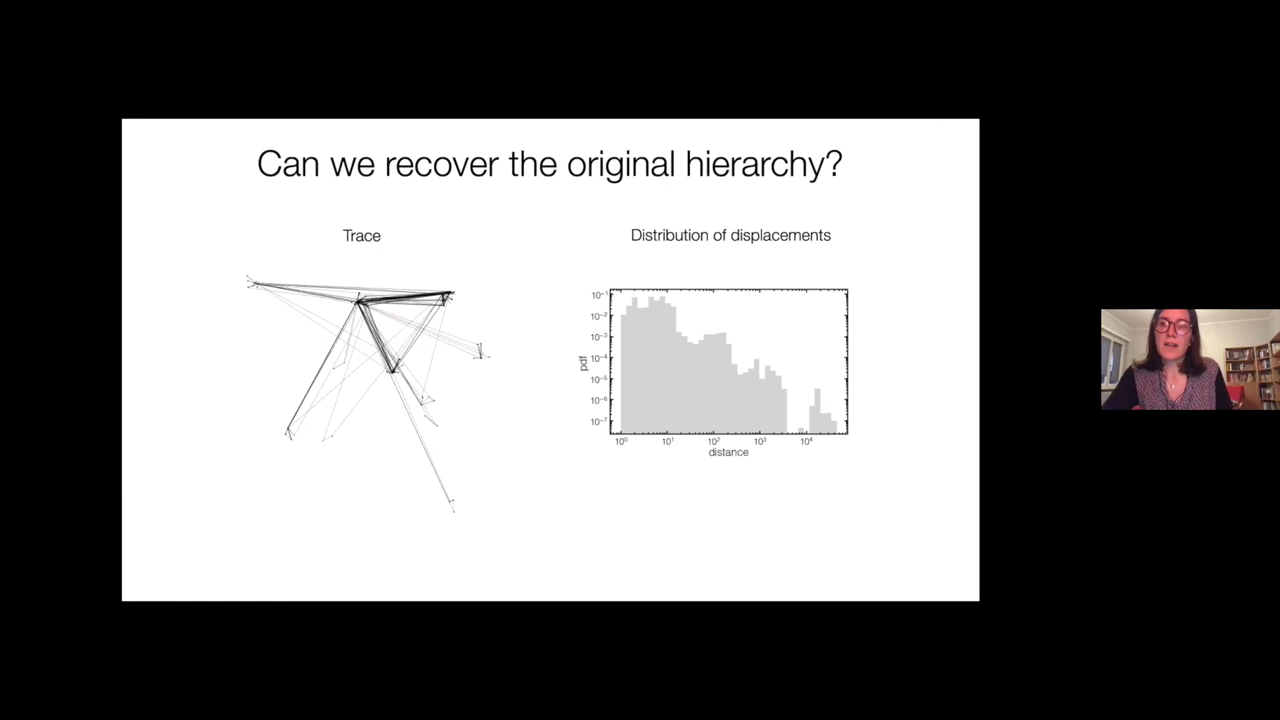 Can we recover the original hierarchy?
Trace
Distribution of displacements
pdf
10⁻¹
10⁻²
10⁻³
10⁻⁴
10⁻⁵
10⁻⁶
10⁻⁷
10⁰ 10¹ 10² 10³ 10⁴
distance